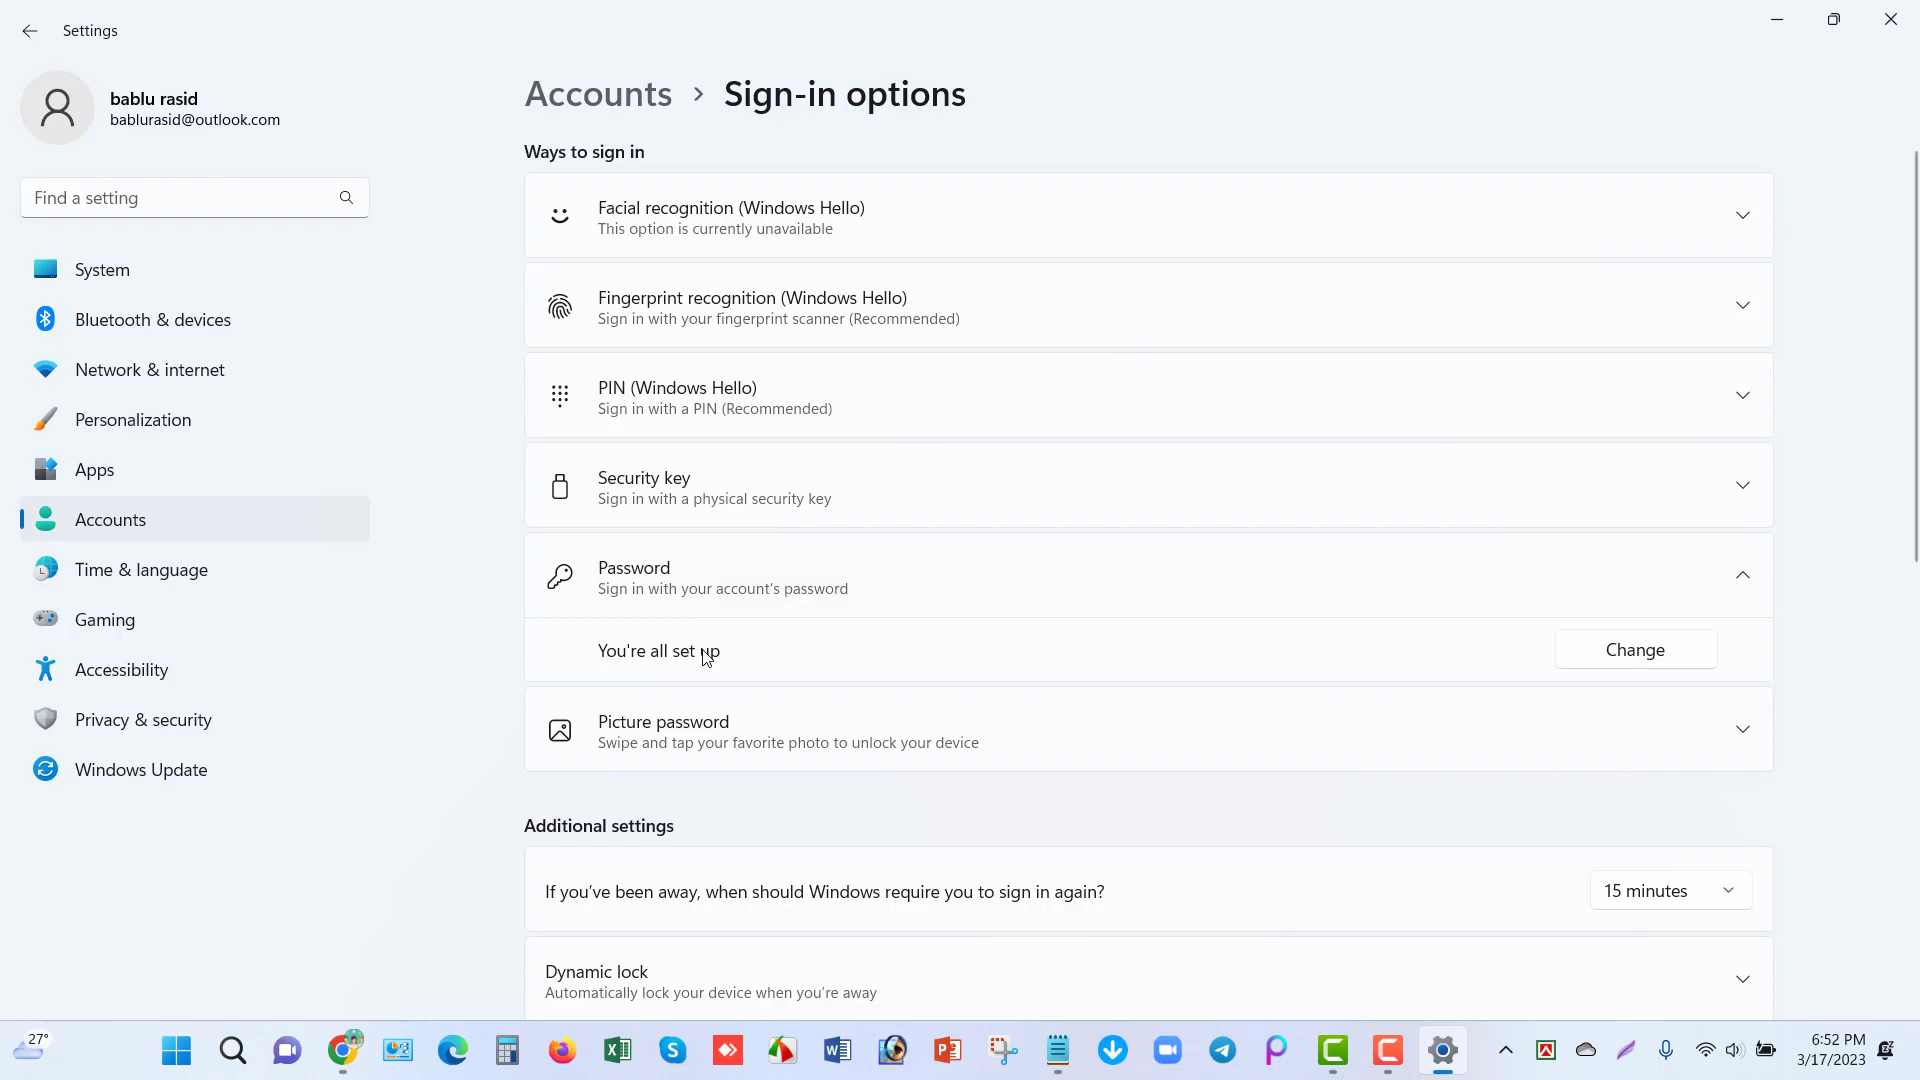 Settings
bablu rasid
bablurasid@outlook.com
Find a setting
System
Bluetooth & devices
Network & internet
Personalization
Apps
Accounts
Time & language
Gaming
Accessibility
Privacy & security
Windows Update
Accounts > Sign-in options
Ways to sign in
Facial recognition (Windows Hello)
This option is currently unavailable
Fingerprint recognition (Windows Hello)
Sign in with your fingerprint scanner (Recommended)
PIN (Windows Hello)
Sign in with a PIN (Recommended)
Security key
Sign in with a physical security key
Password
Sign in with your account's password
You're all set up
Change
Picture password
Swipe and tap your favorite photo to unlock your device
Additional settings
If you've been away, when should Windows require you to sign in again?
15 minutes
Dynamic lock
Automatically lock your device when you're away
27°
6:52 PM
3/17/2023